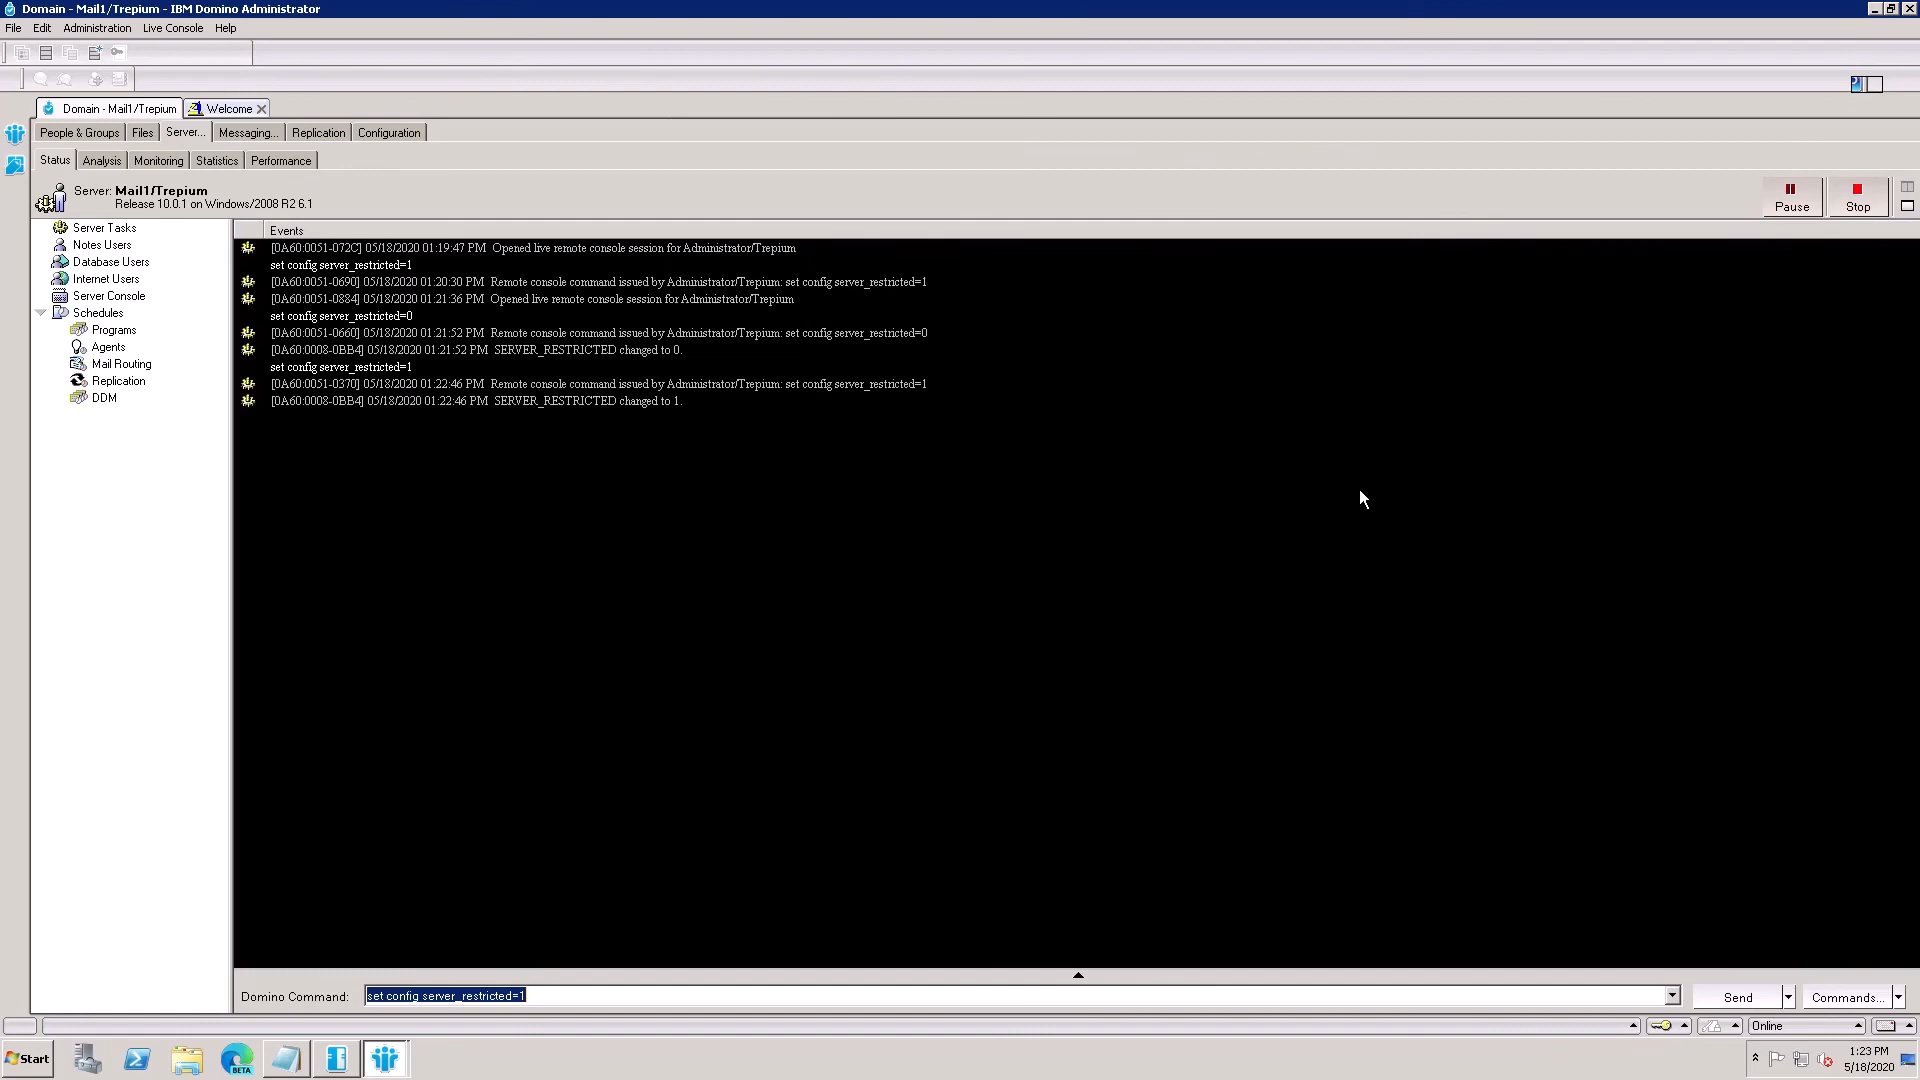 Domain - Mail1/Trepium - IBM Domino Administrator
File Edit Administration Live Console Help
Domain - Mail1/Trepium Welcome
People & Groups Files Server... Messaging... Replication Configuration
Status Analysis Monitoring Statistics Performance
Server: Mail1/Trepium
Release 10.0.1 on Windows/2008 R2 6.1
Pause Stop
Server Tasks
Notes Users
Database Users
Internet Users
Server Console
Schedules
Programs
Agents
Mail Routing
Replication
DDM
Events
[0A60:0051-072C] 05/18/2020 01:19:47 PM Opened live remote console session for Administrator/Trepium
set config server_restricted=1
[0A60:0051-0690] 05/18/2020 01:20:30 PM Remote console command issued by Administrator/Trepium: set config server_restricted=1
[0A60:0051-0884] 05/18/2020 01:21:36 PM Opened live remote console session for Administrator/Trepium
set config server_restricted=0
[0A60:0051-0660] 05/18/2020 01:21:52 PM Remote console command issued by Administrator/Trepium: set config server_restricted=0
[0A60:0008-0BB4] 05/18/2020 01:21:52 PM SERVER_RESTRICTED changed to 0.
set config server_restricted=1
[0A60:0051-0370] 05/18/2020 01:22:46 PM Remote console command issued by Administrator/Trepium: set config server_restricted=1
[0A60:0008-0BB4] 05/18/2020 01:22:46 PM SERVER_RESTRICTED changed to 1.
Domino Command: set config server_restricted=1 Send Commands...
Online
Start BETA 1:23 PM
5/18/2020